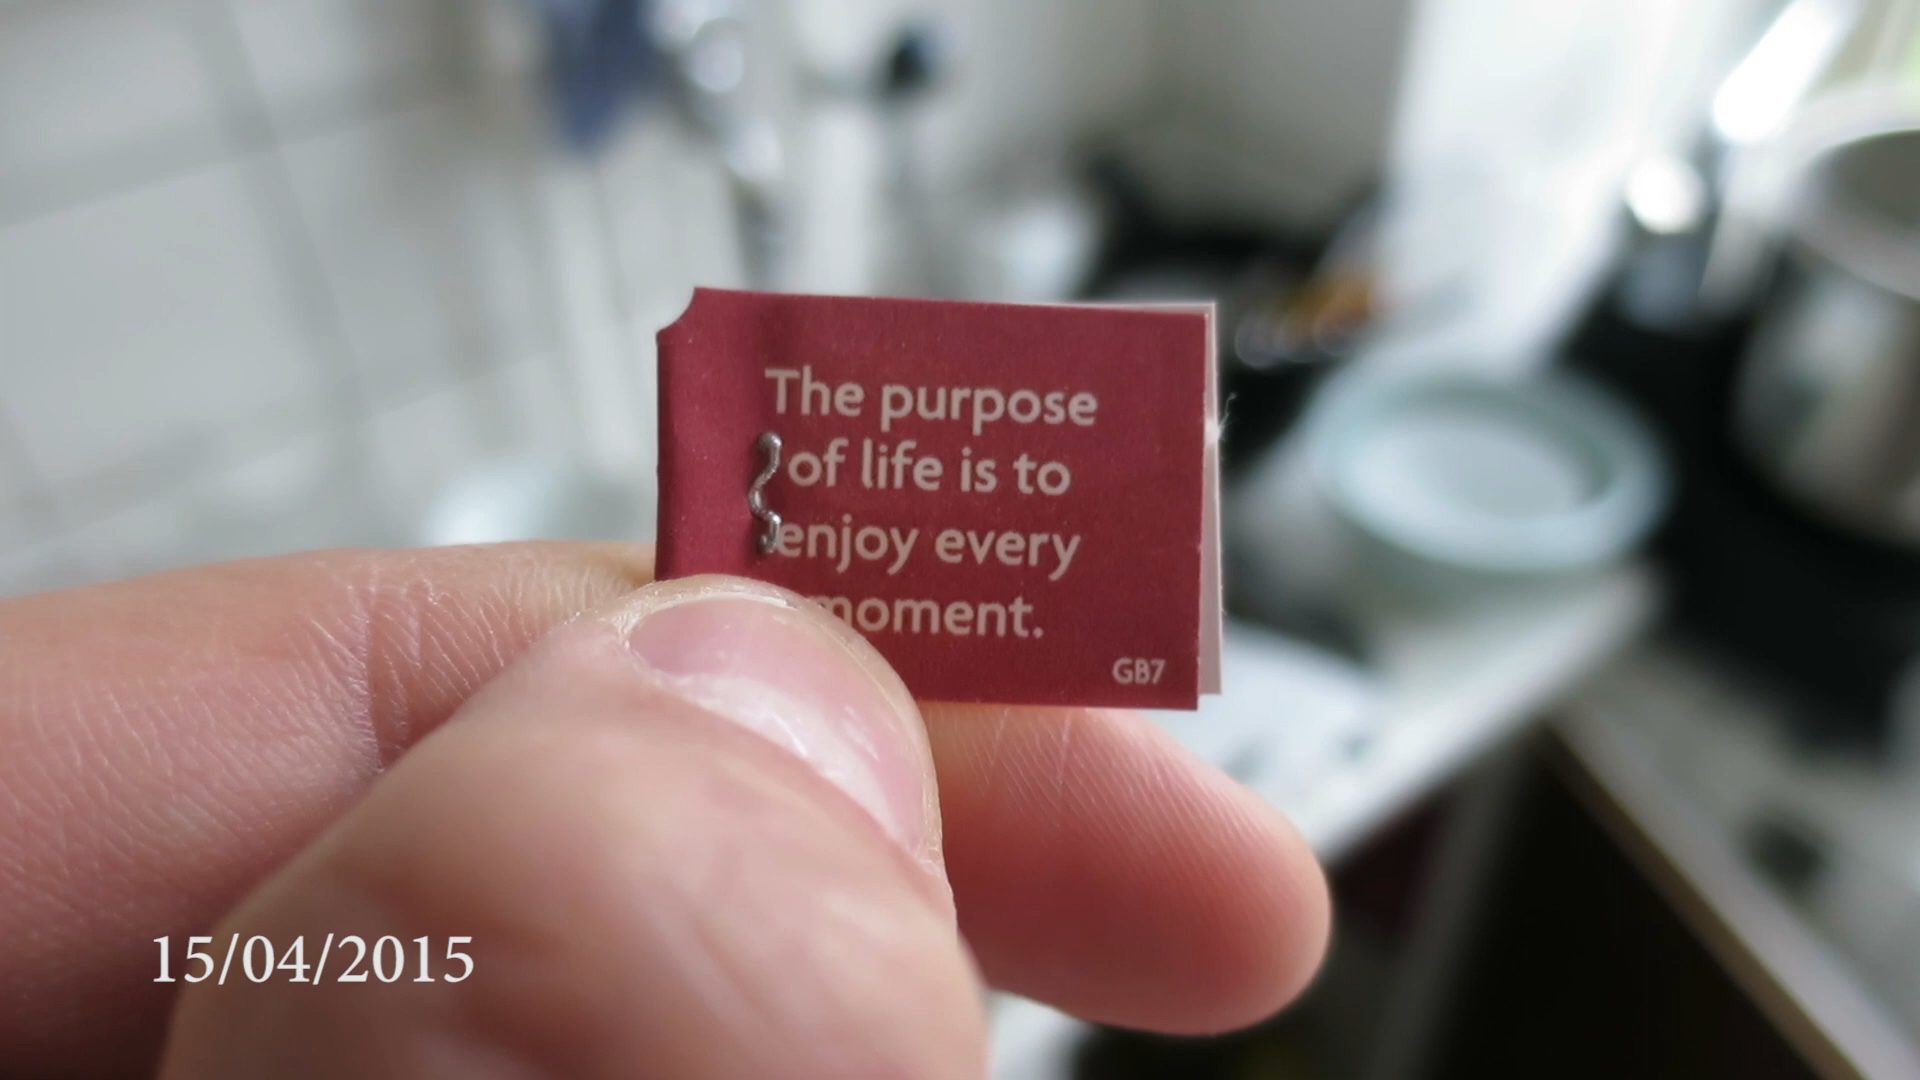 The purpose
of life is to
enjoy every
moment.
GB7
15/04/2015